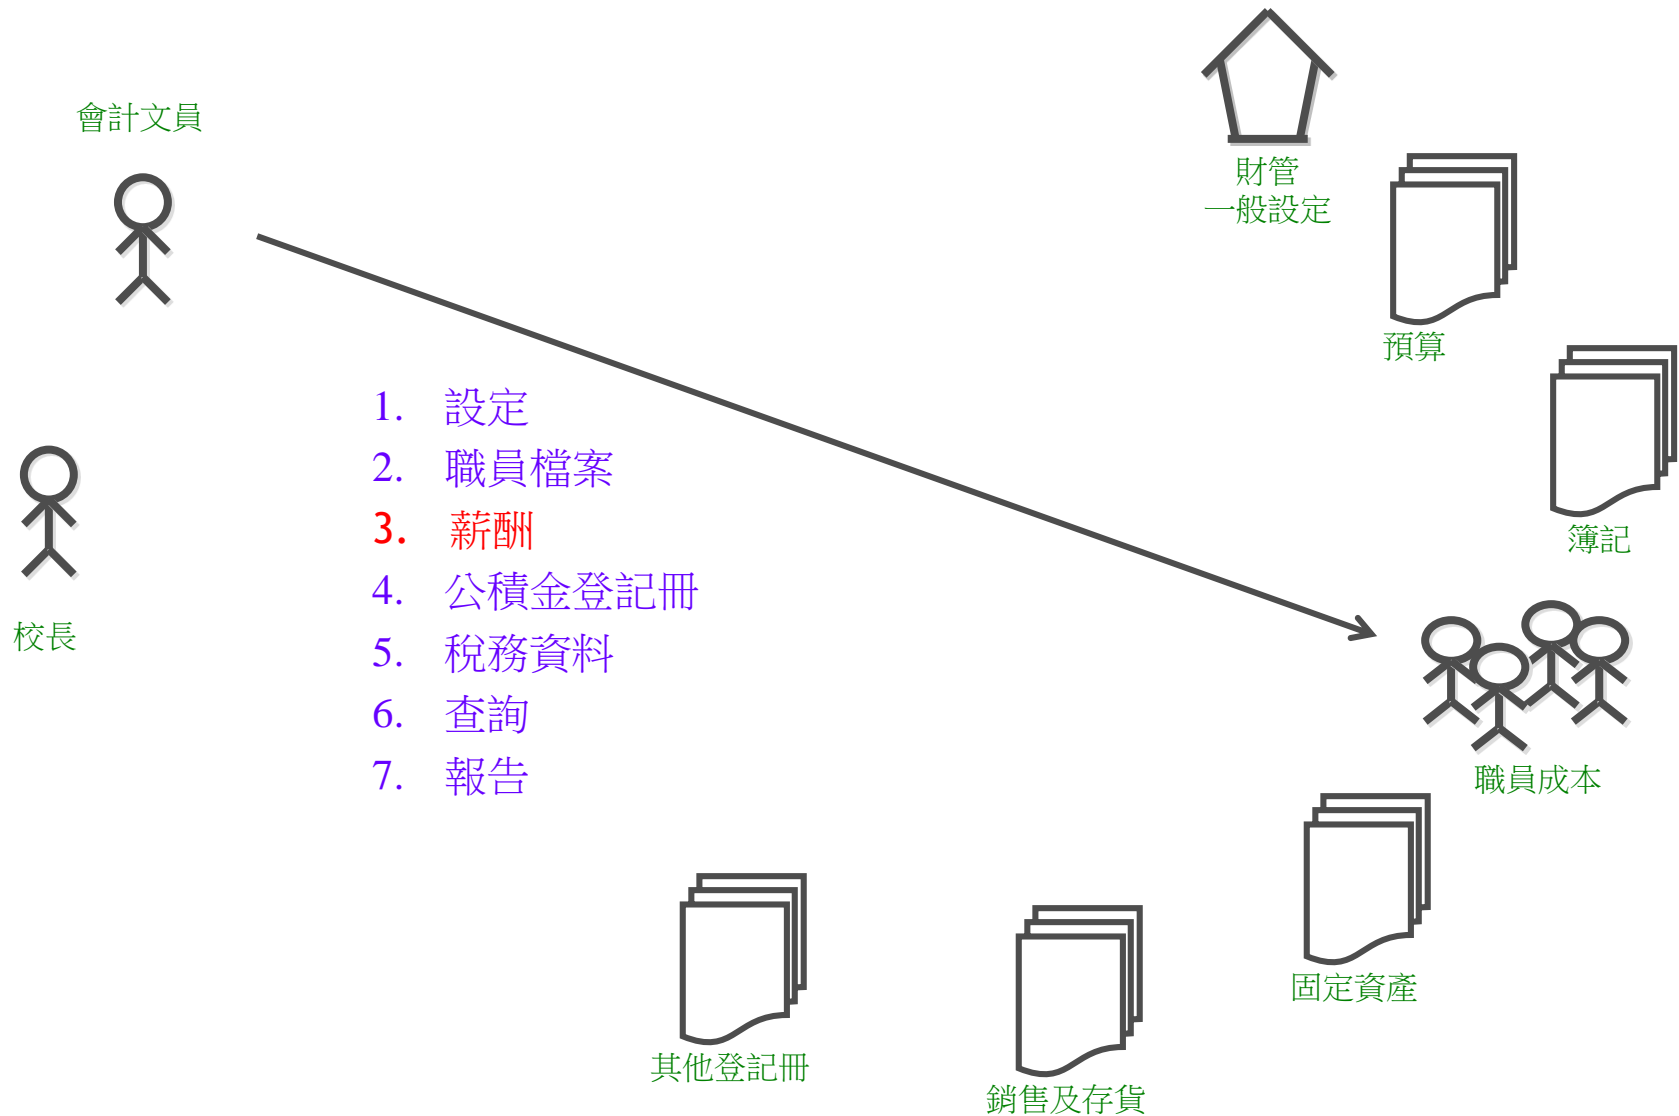 會計文員
財管
一般設定
預算
1. 設定
2. 職員檔案
3. 薪酬
4. 公積金登記冊
5. 稅務資料
6. 查詢
7. 報告
簿記
校長
職員成本
固定資產
其他登記冊
銷售及存貨